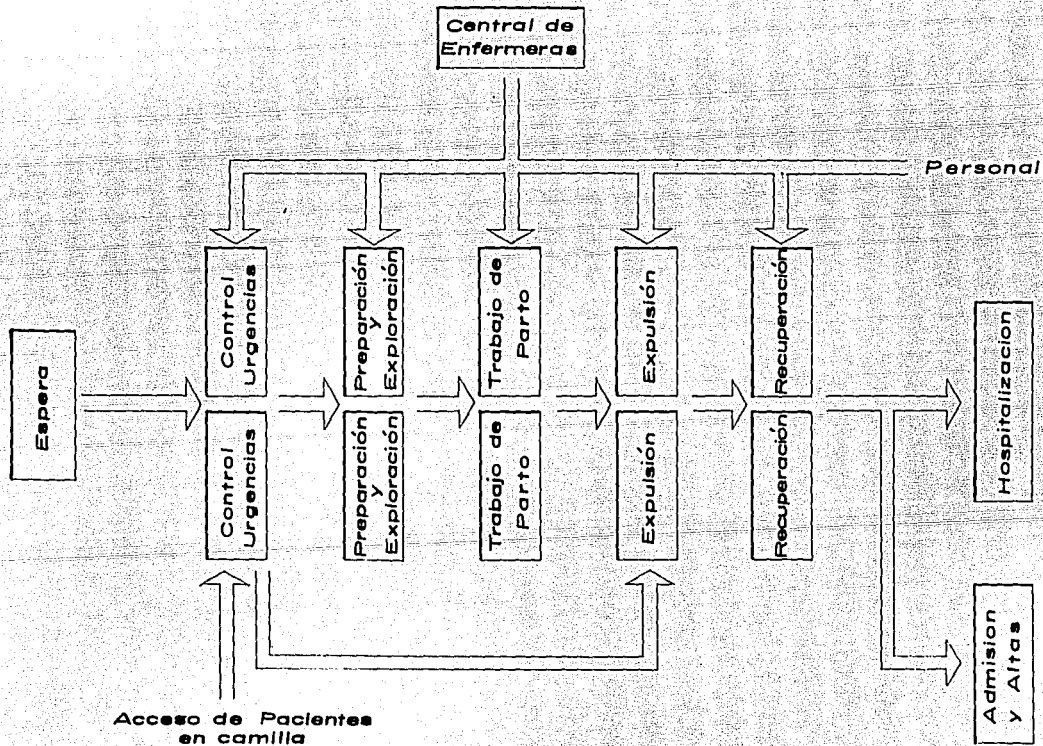 Central de
Enfermeras
Personal
Espera
Control
Urgencias
Preparación
y
Exploración
Trabajo de
Parto
Expulsión
Recuperación
Control
Urgencias
Preparación
y
Exploración
Trabajo de
Parto
Expulsión
Recuperación
Hospitalizacion
Admision
y Altas
Acceso de Pacientes
en camilla